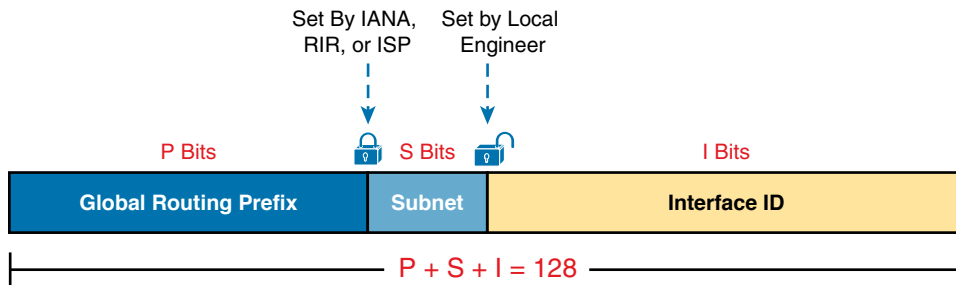 Set By IANA,
RIR, or ISP
Set by Local
Engineer
P Bits
S Bits
I Bits
Global Routing Prefix
Subnet
Interface ID
P + S + I = 128